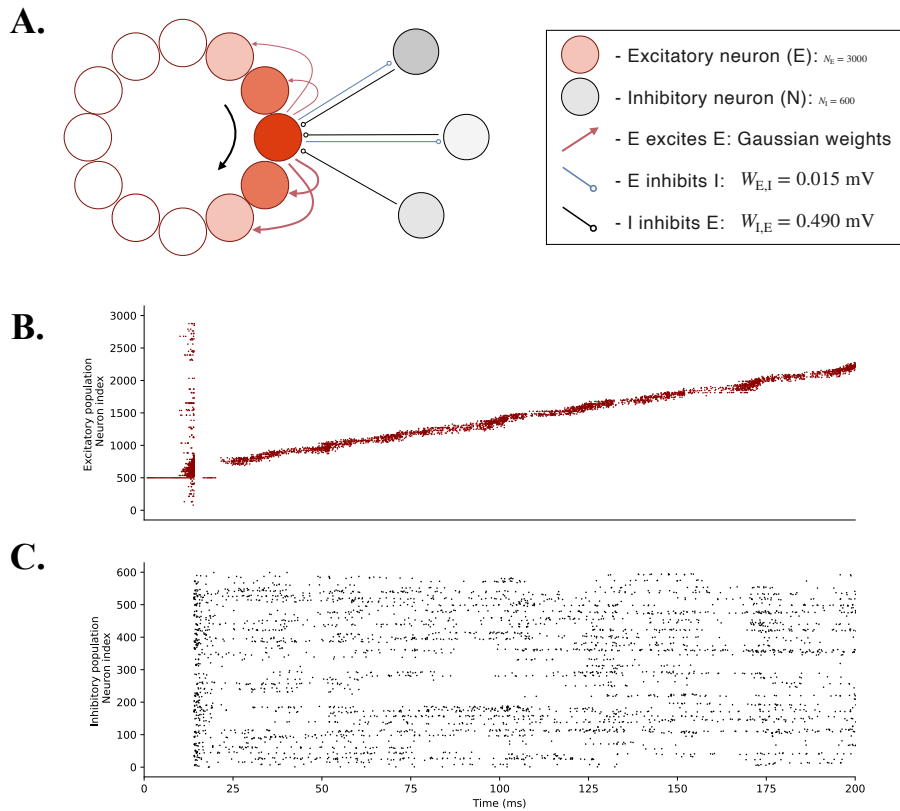 A.
- Excitatory neuron (E): N_E = 3000
- Inhibitory neuron (N): N_I = 600
- E excites E: Gaussian weights
- E inhibits I: W_E,I = 0.015 mV
- I inhibits E: W_I,E = 0.490 mV
B.
3000
2500
2000
1500
1000
500
0
Excitatory population
Neuron index
C.
600
500
400
300
200
100
0
Inhibitory population
Neuron index
0 25 50 75 100 125 150 175 200
Time (ms)